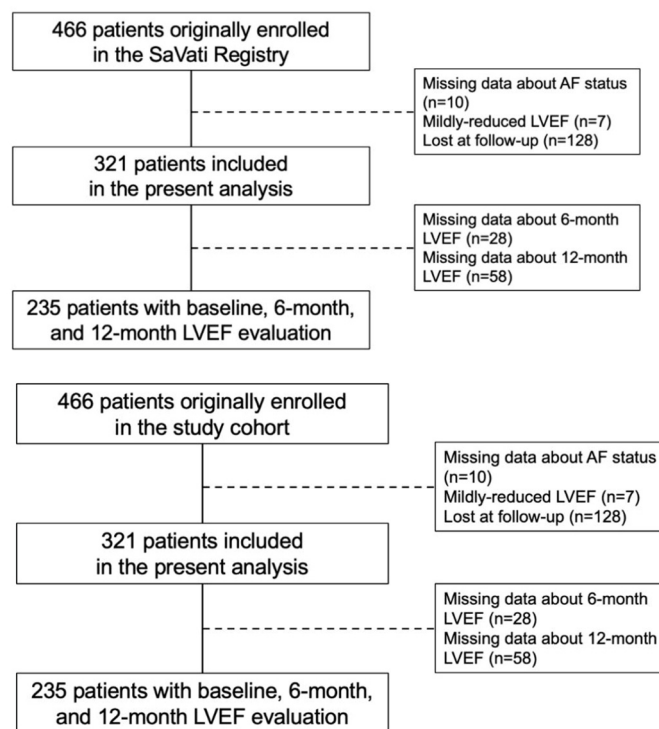 466 patients originally enrolled
in the SaVati Registry
Missing data about AF status
(n=10)
Mildly-reduced LVEF (n=7)
Lost at follow-up (n=128)
321 patients included
in the present analysis
Missing data about 6-month
LVEF (n=28)
Missing data about 12-month
LVEF (n=58)
235 patients with baseline, 6-month,
and 12-month LVEF evaluation
466 patients originally enrolled
in the study cohort
Missing data about AF status
(n=10)
Mildly-reduced LVEF (n=7)
Lost at follow-up (n=128)
321 patients included
in the present analysis
Missing data about 6-month
LVEF (n=28)
Missing data about 12-month
LVEF (n=58)
235 patients with baseline, 6-month,
and 12-month LVEF evaluation